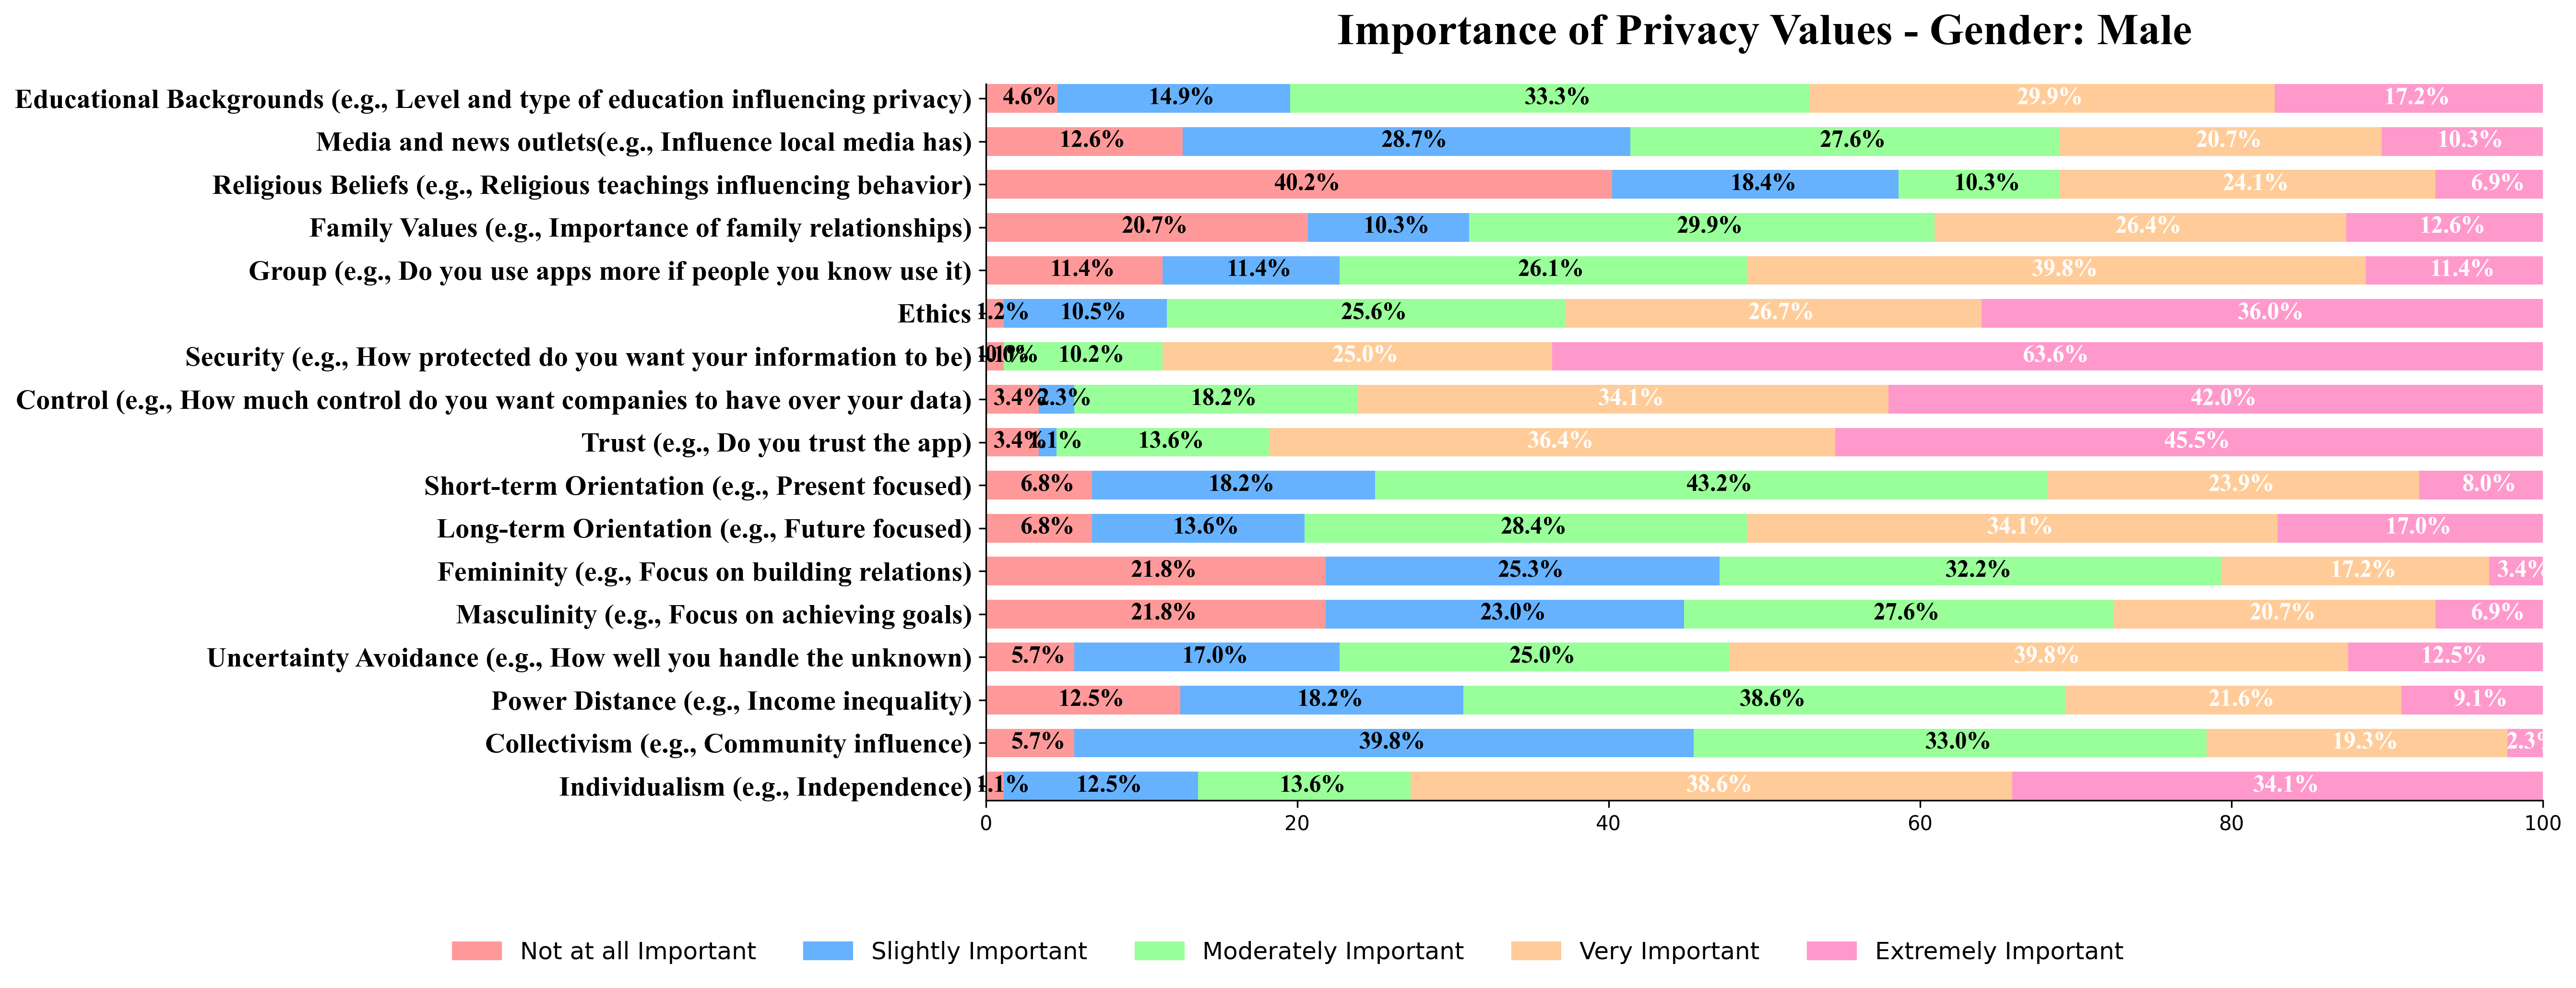 Importance of Privacy Values - Gender: Male
Educational Backgrounds (e.g., Level and type of education influencing privacy) 4.6% 14.9% 33.3% 29.9% 17.2%
Media and news outlets(e.g., Influence local media has) 12.6% 28.7% 27.6% 20.7% 10.3%
Religious Beliefs (e.g., Religious teachings influencing behavior) 40.2% 18.4% 10.3% 24.1% 6.9%
Family Values (e.g., Importance of family relationships) 20.7% 10.3% 29.9% 26.4% 12.6%
Group (e.g., Do you use apps more if people you know use it) 11.4% 11.4% 26.1% 39.8% 11.4%
Ethics 1.2% 10.5% 25.6% 26.7% 36.0%
Security (e.g., How protected do you want your information to be) 10.2% 25.0% 63.6%
Control (e.g., How much control do you want companies to have over your data) 3.4% 2.3% 18.2% 34.1% 42.0%
Trust (e.g., Do you trust the app) 3.4% 1.1% 13.6% 36.4% 45.5%
Short-term Orientation (e.g., Present focused) 6.8% 18.2% 43.2% 23.9% 8.0%
Long-term Orientation (e.g., Future focused) 6.8% 13.6% 28.4% 34.1% 17.0%
Femininity (e.g., Focus on building relations) 21.8% 25.3% 32.2% 17.2% 3.4%
Masculinity (e.g., Focus on achieving goals) 21.8% 23.0% 27.6% 20.7% 6.9%
Uncertainty Avoidance (e.g., How well you handle the unknown) 5.7% 17.0% 25.0% 39.8% 12.5%
Power Distance (e.g., Income inequality) 12.5% 18.2% 38.6% 21.6% 9.1%
Collectivism (e.g., Community influence) 5.7% 39.8% 33.0% 19.3% 2.3%
Individualism (e.g., Independence) 1.1% 12.5% 13.6% 38.6% 34.1%
0 20 40 60 80 100
Not at all Important Slightly Important Moderately Important Very Important Extremely Important